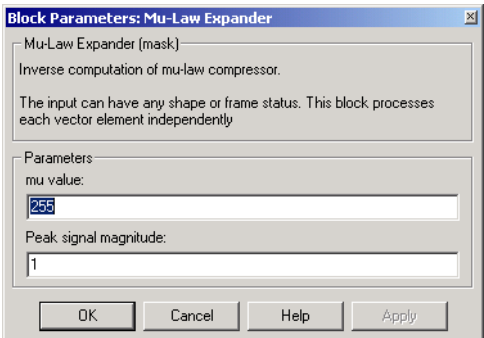 Block Parameters: Mu-Law Expander
Mu-Law Expander (mask)
Inverse computation of mu-law compressor.
The input can have any shape or frame status. This block processes
each vector element independently
Parameters
mu value:
255
Peak signal magnitude:
1
OK Cancel Help Apply